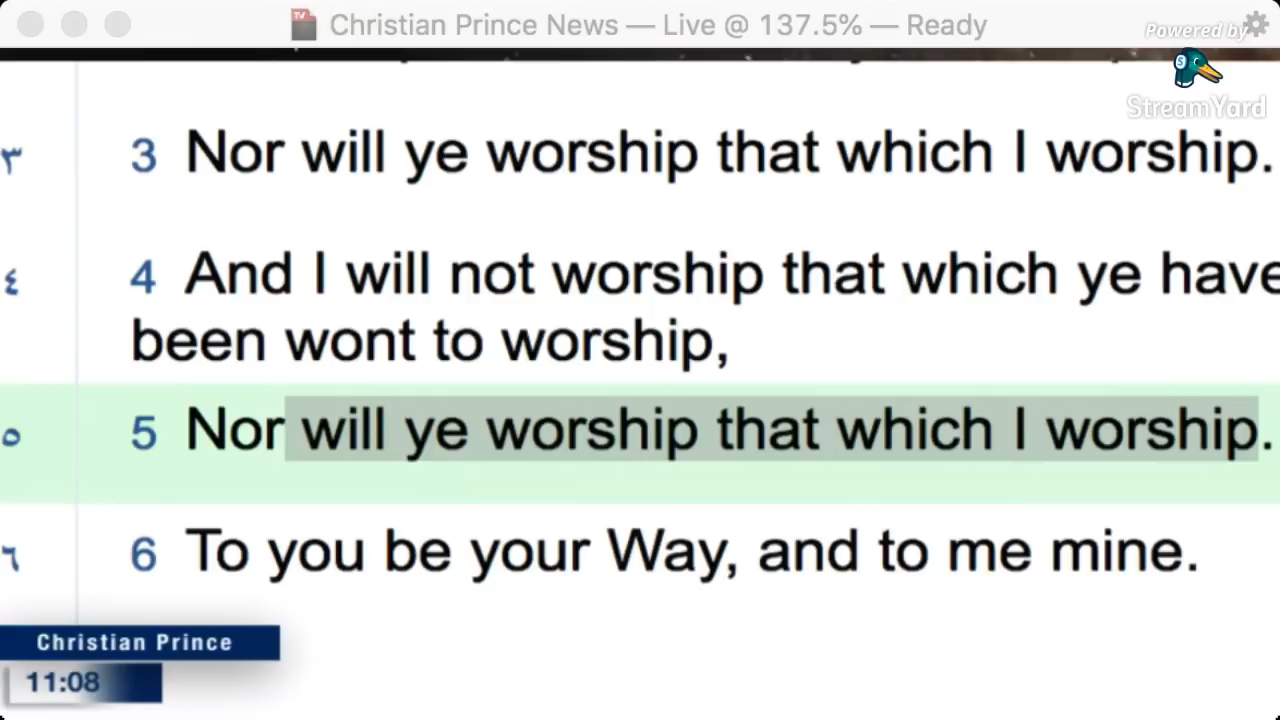 Christian Prince News — Live @ 137.5% — Ready
Powered by
StreamYard
٣ 3 Nor will ye worship that which I worship.
٤ 4 And I will not worship that which ye have
been wont to worship,
٥ 5 Nor will ye worship that which I worship.
٦ 6 To you be your Way, and to me mine.
Christian Prince
11:08